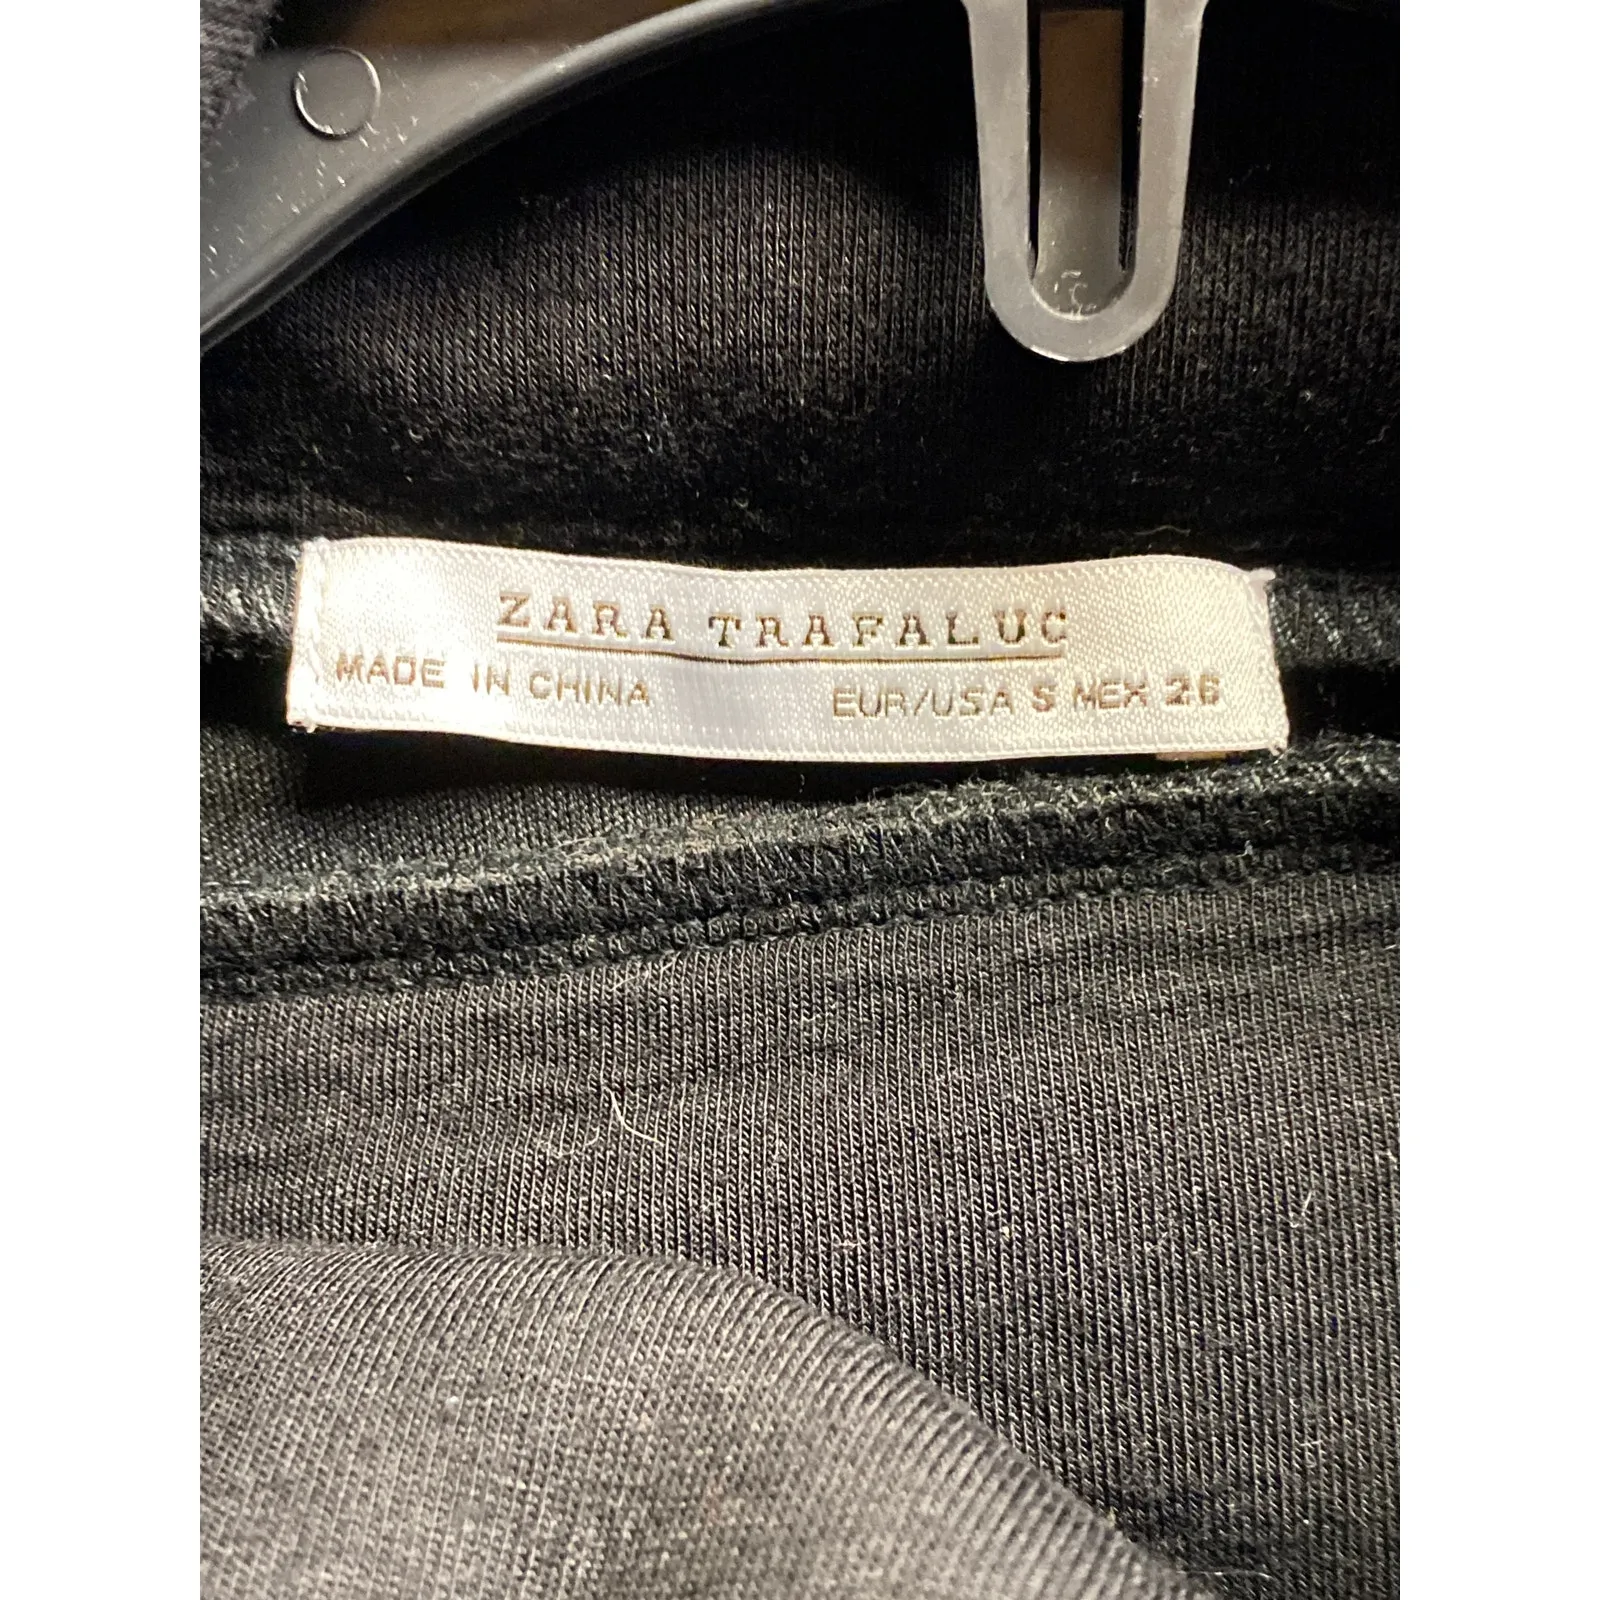 ZARA TRAFALUC
MADE IN CHINA EUR/USA S MEX 26